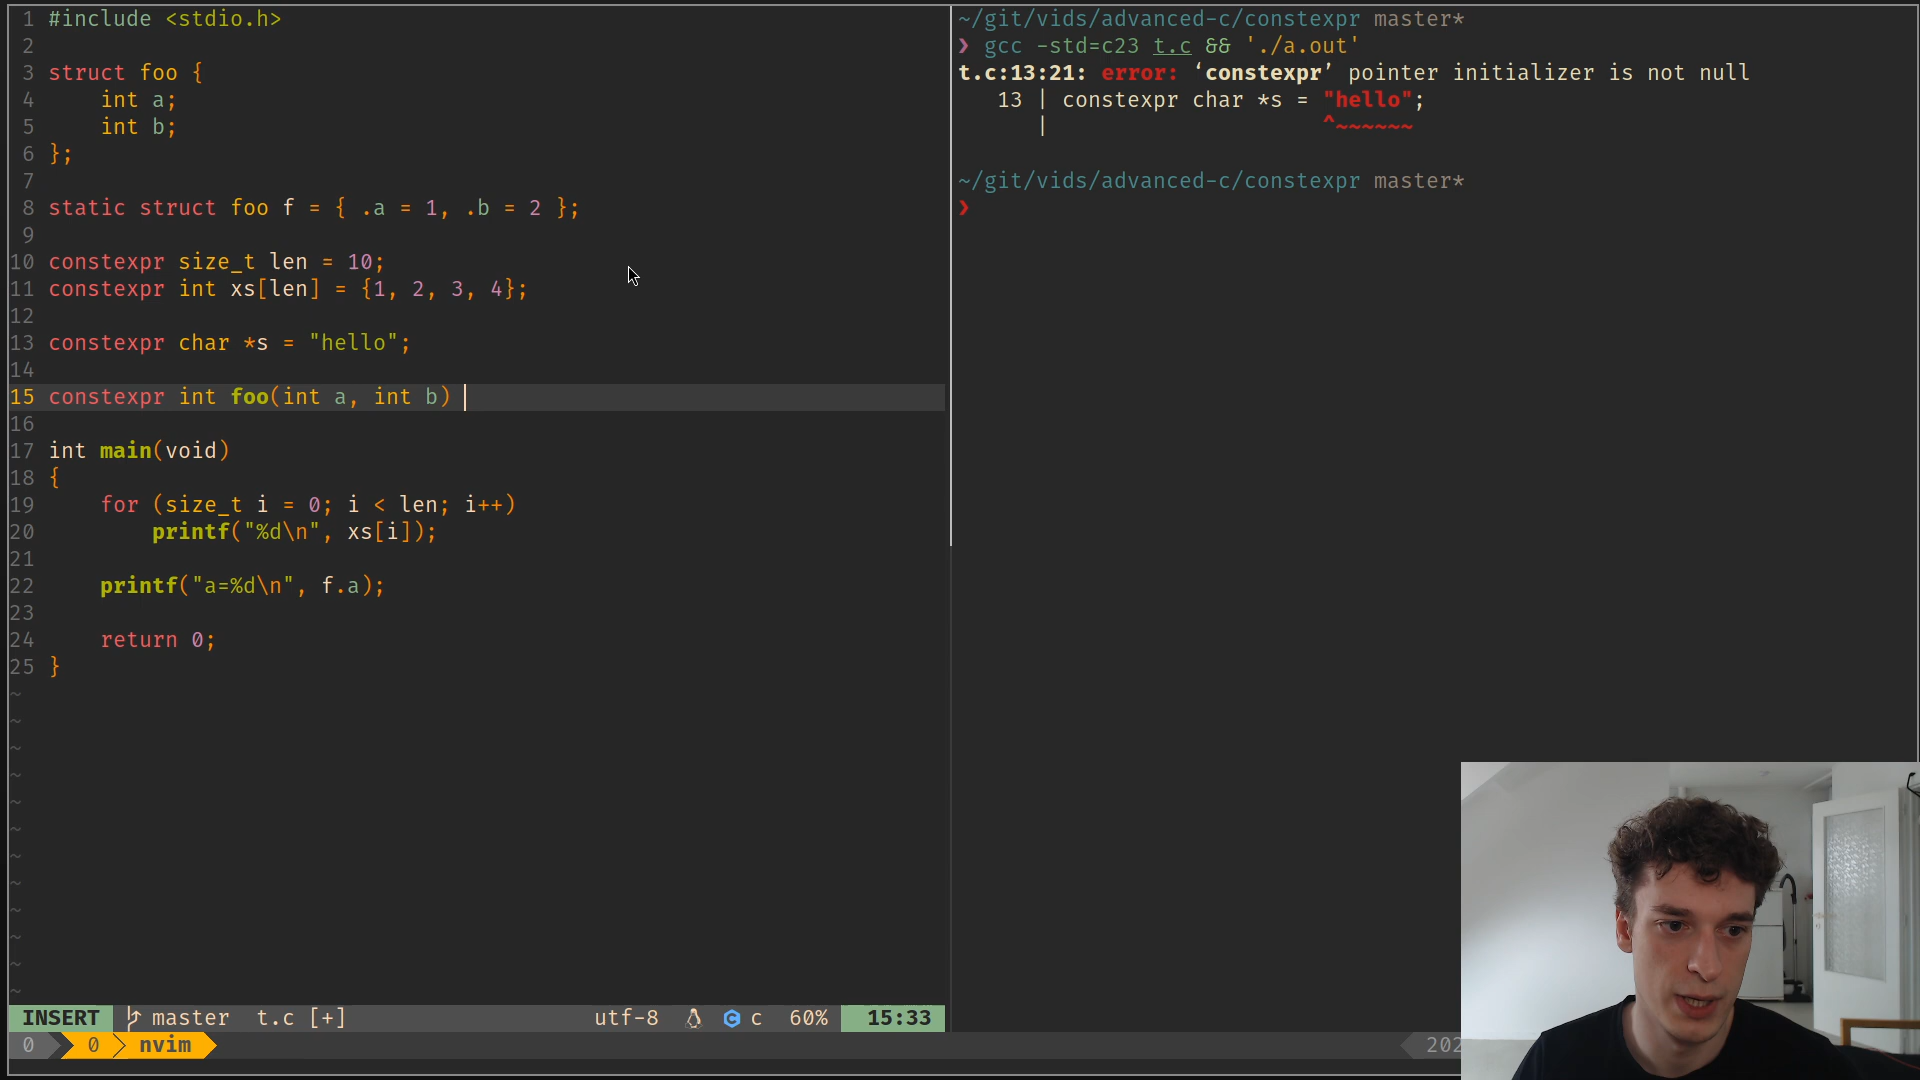 1 #include <stdio.h>
2
3 struct foo {
4     int a;
5     int b;
6 };
7
8 static struct foo f = { .a = 1, .b = 2 };
9
10 constexpr size_t len = 10;
11 constexpr int xs[len] = {1, 2, 3, 4};
12
13 constexpr char *s = "hello";
14
15 constexpr int foo(int a, int b)
16
17 int main(void)
18 {
19     for (size_t i = 0; i < len; i++)
20         printf("%d\n", xs[i]);
21
22     printf("a=%d\n", f.a);
23
24     return 0;
25 }
~
~
~
~
~
~
~
~
~
~
~
~
INSERT master t.c [+] utf-8 c 60% 15:33
0 0 nvim 202
~/git/vids/advanced-c/constexpr master*
❯ gcc -std=c23 t.c && './a.out'
t.c:13:21: error: ‘constexpr’ pointer initializer is not null
   13 | constexpr char *s = "hello";
      |                     ^~~~~~~
~/git/vids/advanced-c/constexpr master*
❯